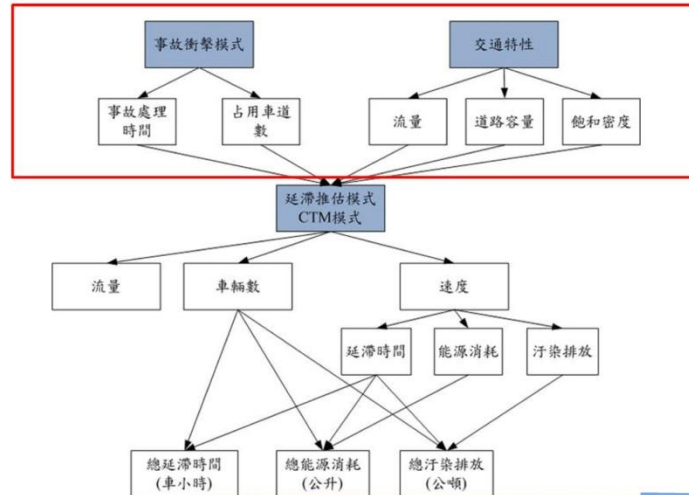 事故衝擊模式
交通特性
事故處理
時間
占用車道
數
流量
道路容量
飽和密度
延滯推估模式
CTM模式
流量
車輛數
速度
延滯時間
能源消耗
汙染排放
總延滯時間
(車小時)
總能源消耗
(公升)
總汙染排放
(公噸)